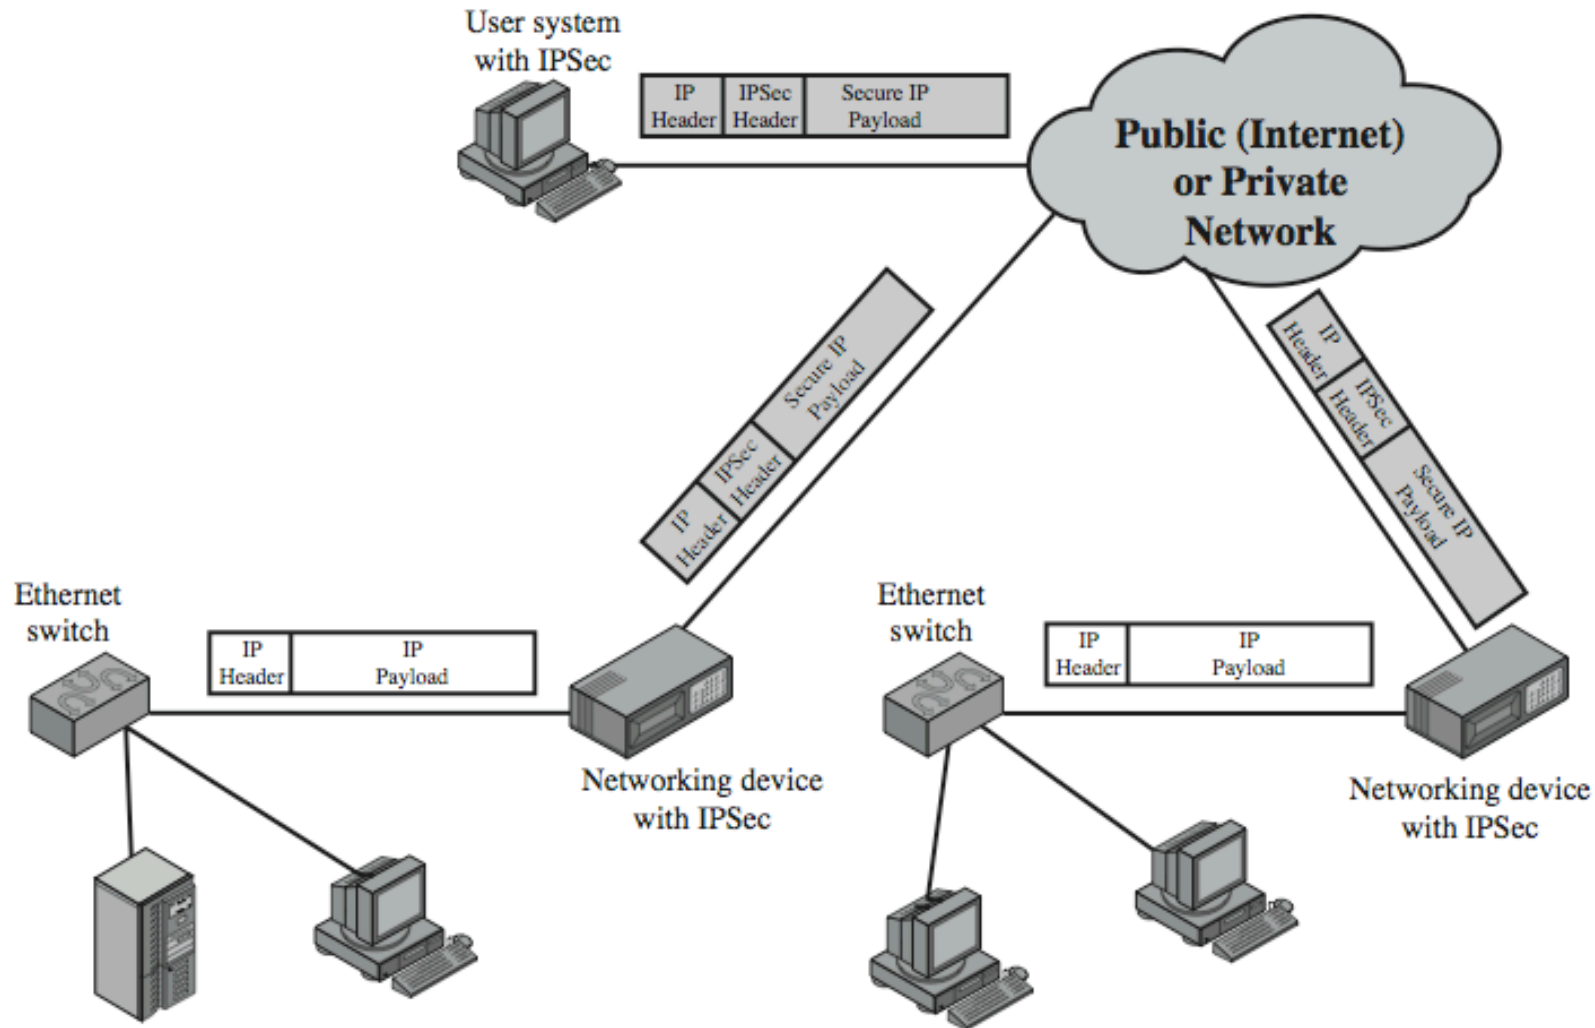 User system
with IPSec
IP
Header
IPSec
Header
Secure IP
Payload
Public (Internet)
or Private
Network
IP
Header
IPSec
Header
Secure IP
Payload
IP
Header
IPSec
Header
Secure IP
Payload
Ethernet
switch
IP
Header
IP
Payload
Networking device
with IPSec
Ethernet
switch
IP
Header
IP
Payload
Networking device
with IPSec